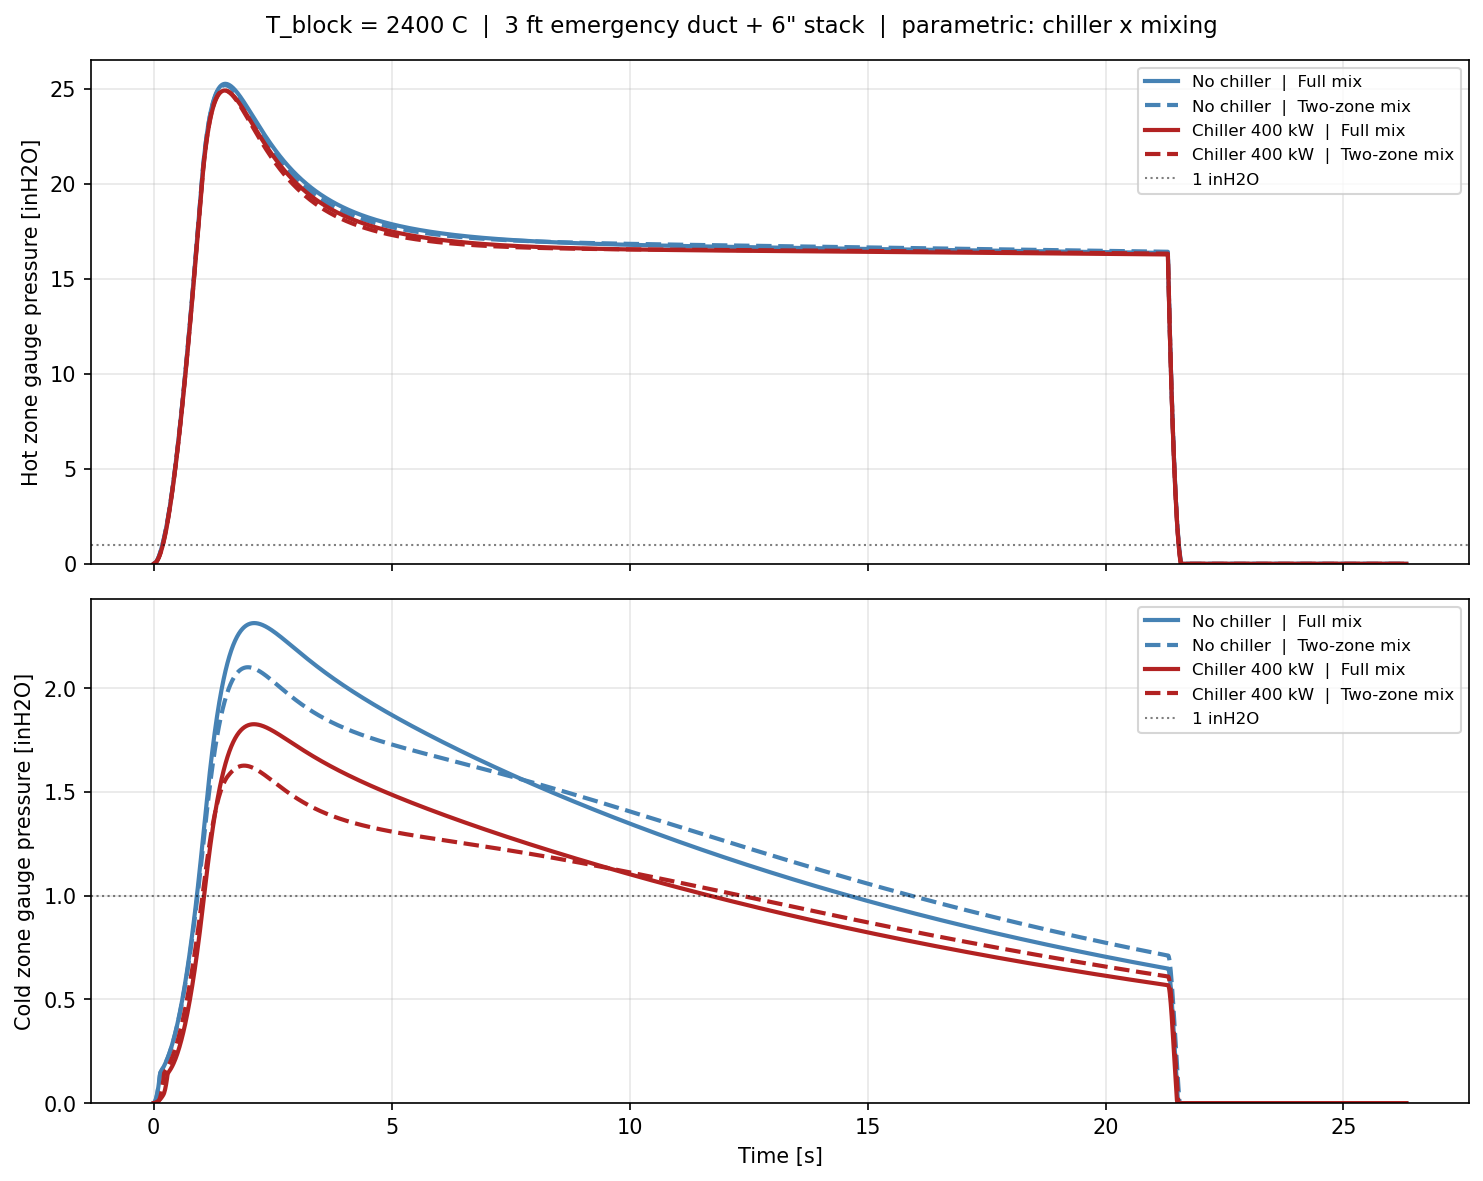 T_block = 2400 C | 3 ft emergency duct + 6" stack | parametric: chiller x mixing
Hot zone gauge pressure [inH2O]
25
20
15
10
5
0
No chiller | Full mix
No chiller | Two-zone mix
Chiller 400 kW | Full mix
Chiller 400 kW | Two-zone mix
1 inH2O
Cold zone gauge pressure [inH2O]
2.0
1.5
1.0
0.5
0.0
No chiller | Full mix
No chiller | Two-zone mix
Chiller 400 kW | Full mix
Chiller 400 kW | Two-zone mix
1 inH2O
0 5 10 15 20 25
Time [s]